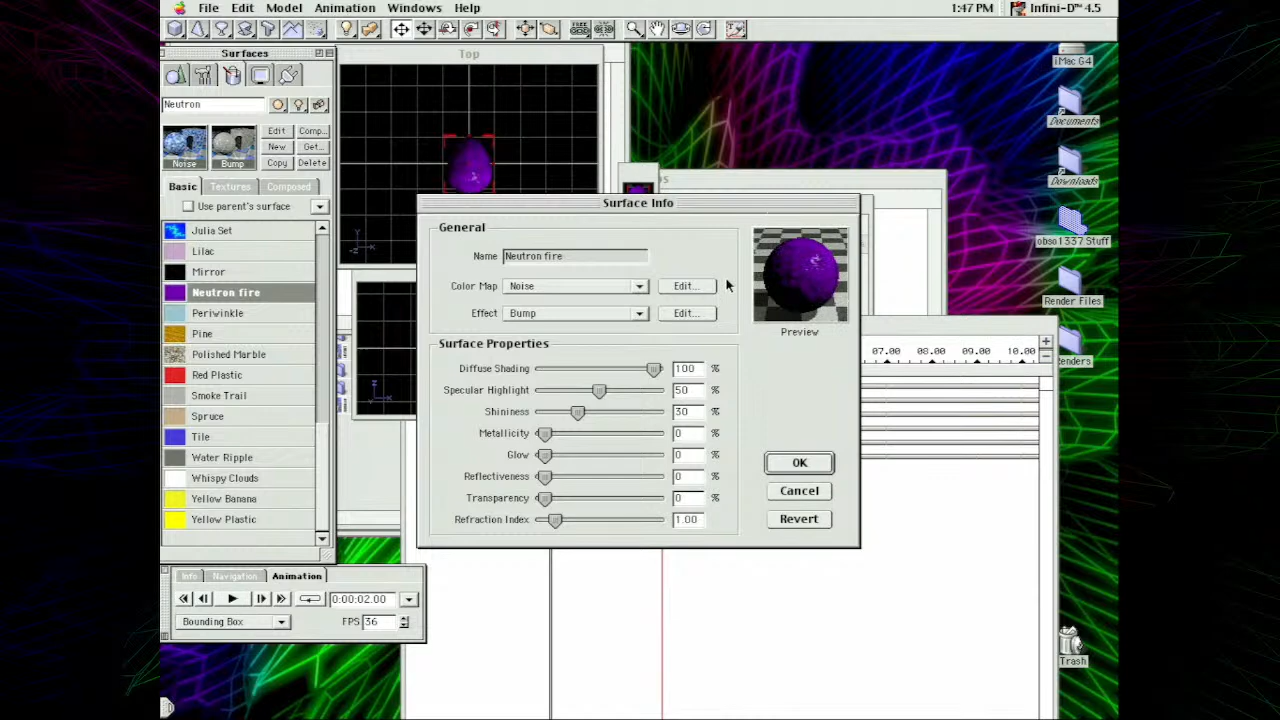 File Edit Model Animation Windows Help
1:47 PM Infini-D™ 4.5
Surfaces
Neutron
Noise
Bump
Edit Comp...
New Get...
Copy Delete
Basic Textures Composed
Use parent's surface
Julia Set
Lilac
Mirror
Neutron fire
Periwinkle
Pine
Polished Marble
Red Plastic
Smoke Trail
Spruce
Tile
Water Ripple
Whispy Clouds
Yellow Banana
Yellow Plastic
Info Navigation Animation
0:00:02.00
Bounding Box FPS 36
Top
Surface Info
General
Name Neutron fire
Color Map Noise Edit...
Effect Bump Edit...
Preview
Surface Properties
Diffuse Shading 100 %
Specular Highlight 50 %
Shininess 30 %
Metallicity 0 %
Glow 0 %
Reflectiveness 0 %
Transparency 0 %
Refraction Index 1.00
OK
Cancel
Revert
07.00 08.00 09.00 10.00
iMac G4
Documents
Downloads
obso1337 Stuff
Render Files
Trash